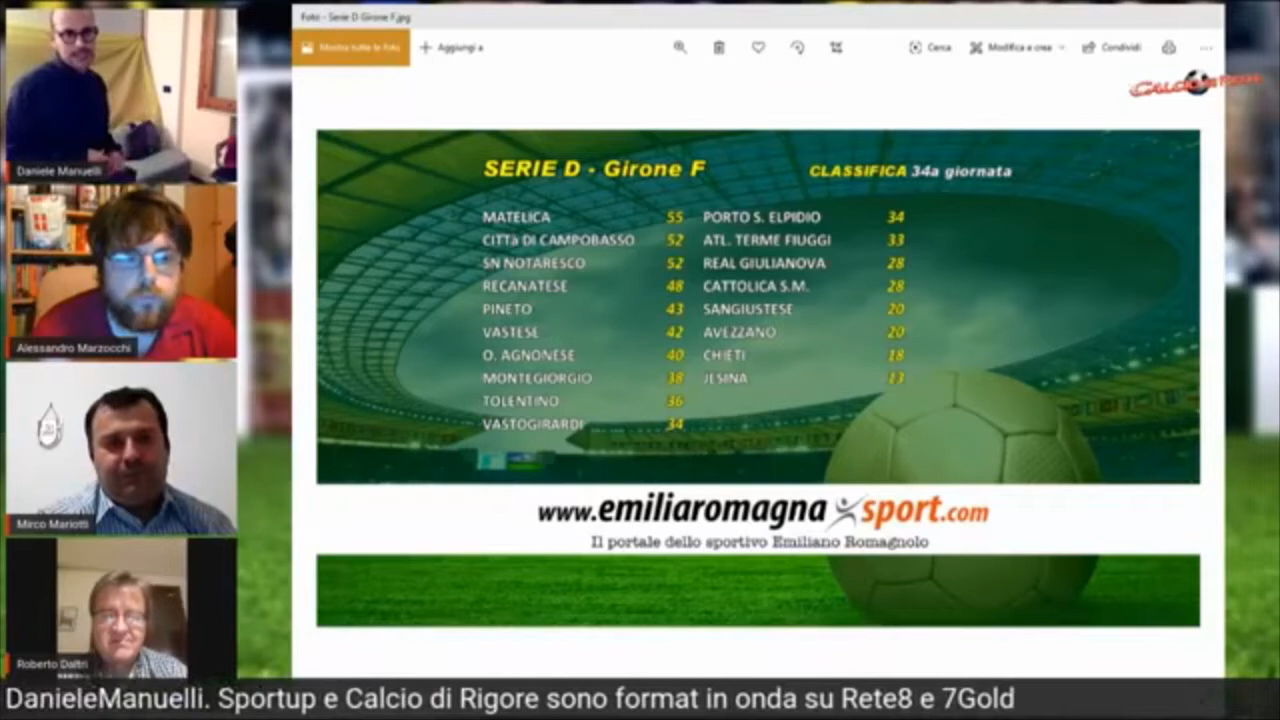 Foto - Serie D Girone F.jpg
Mostra tutte le foto
Aggiungi a
Cerca
Modifica e crea
Condividi
CALCIO DI RIGORE
SERIE D - Girone F
CLASSIFICA 34a giornata
MATELICA 55 PORTO S. ELPIDIO 34
CITTà DI CAMPOBASSO 52 ATL. TERME FIUGGI 33
SN NOTARESCO 52 REAL GIULIANOVA 28
RECANATESE 48 CATTOLICA S.M. 28
PINETO 43 SANGIUSTESE 20
VASTESE 42 AVEZZANO 20
O. AGNONESE 40 CHIETI 18
MONTEGIORGIO 38 JESINA 13
TOLENTINO 36
VASTOGIRARDI 34
www.emiliaromagnasport.com
Il portale dello sportivo Emiliano Romagnolo
Daniele Manuelli
Alessandro Marzocchi
Mirco Mariotti
Roberto Daltri
DanieleManuelli. Sportup e Calcio di Rigore sono format in onda su Rete8 e 7Gold